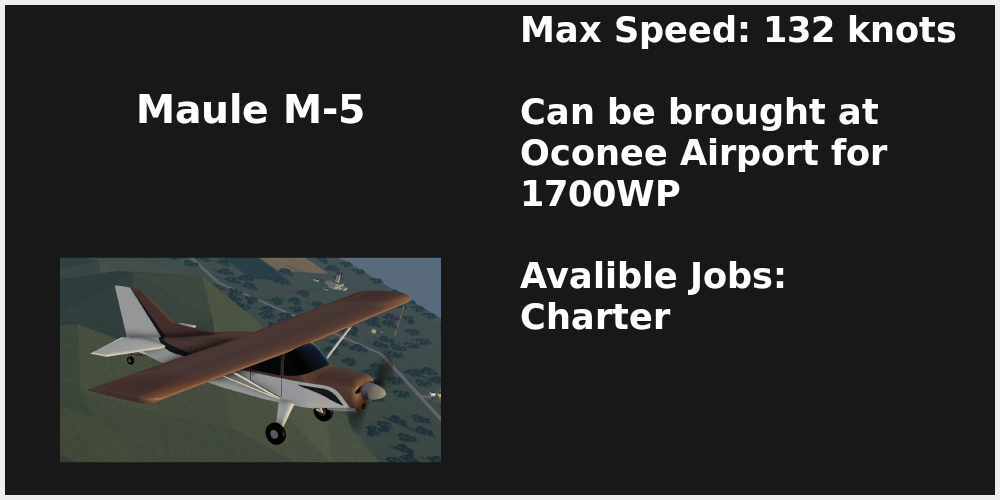 Maule M-5
Max Speed: 132 knots
Can be brought at
Oconee Airport for
1700WP
Avalible Jobs:
Charter